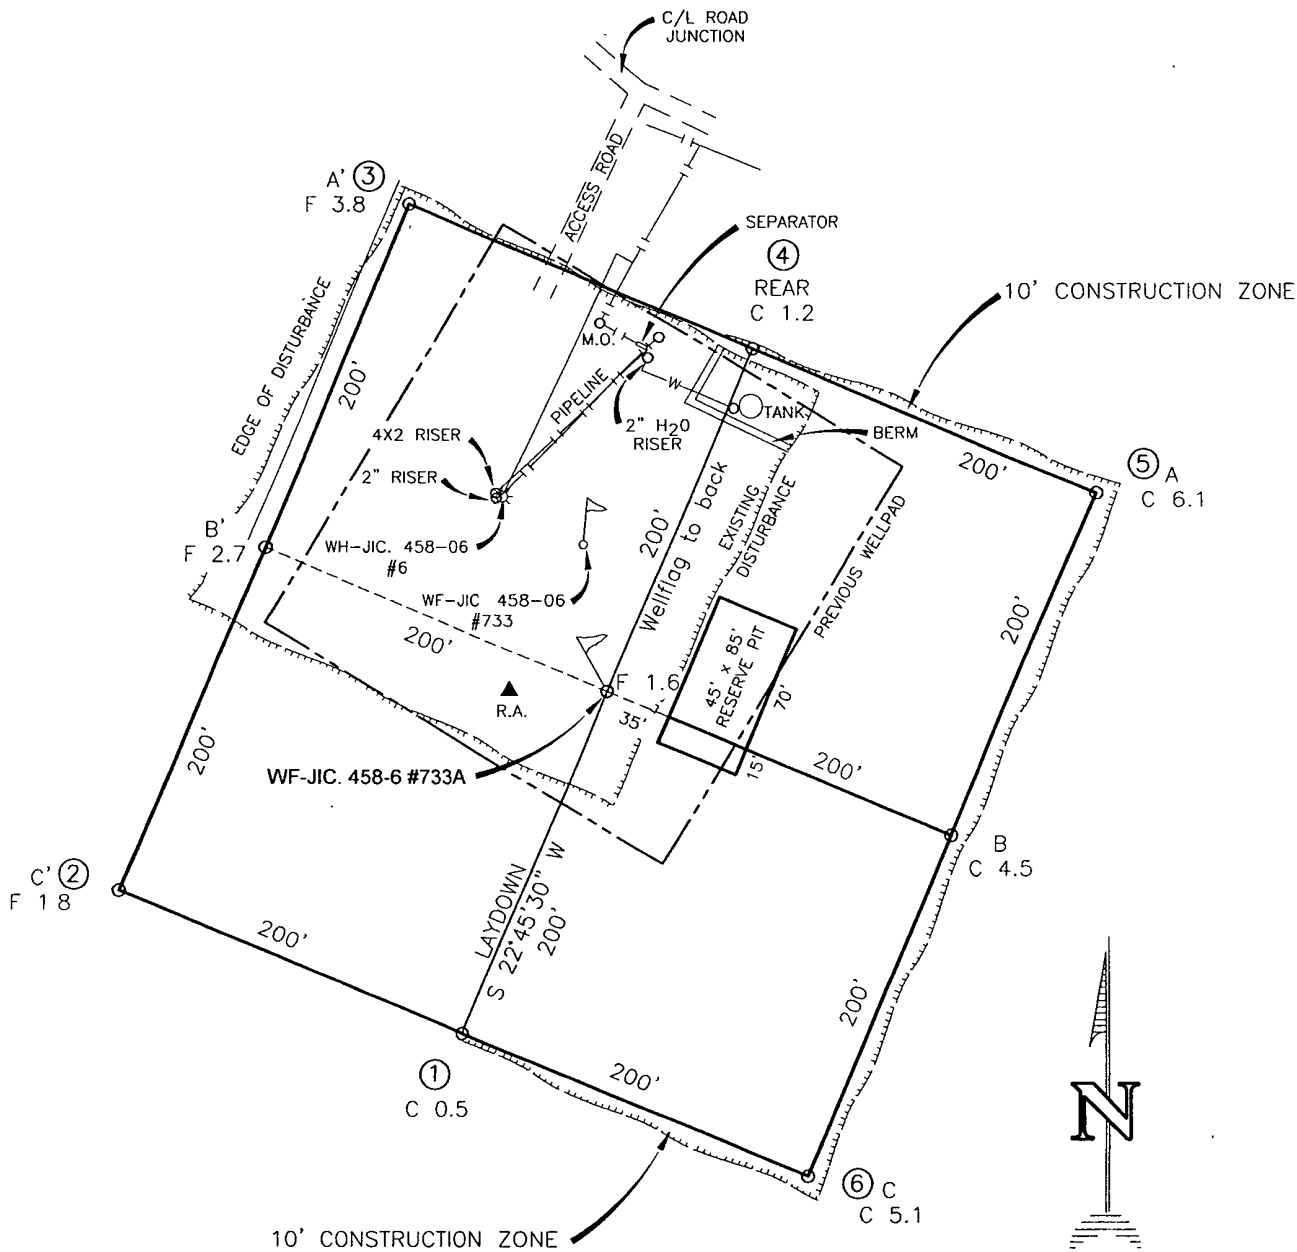 C/L ROAD
JUNCTION
A' ③
F 3.8
ACCESS ROAD
SEPARATOR
④
REAR
C 1.2
10' CONSTRUCTION ZONE
EDGE OF DISTURBANCE
200'
M.O.
PIPELINE
W
TANK
2" H2O
RISER
BERM
4X2 RISER
2" RISER
200'
⑤ A
C 6.1
B'
F 2.7
WH-JIC. 458-06
#6
200'
Wellflag to back
EXISTING
DISTURBANCE
PREVIOUS WELLPAD
WF-JIC 458-06
#733
200'
200'
45' x 85'
RESERVE PIT
F 1.6
70'
R.A.
35'
200'
15'
200'
WF-JIC. 458-6 #733A
B
C 4.5
C' ②
F 1 8
LAYDOWN
S 22°45'30" W
200'
200'
200'
①
C 0.5
200'
⑥ C
C 5.1
N
10' CONSTRUCTION ZONE